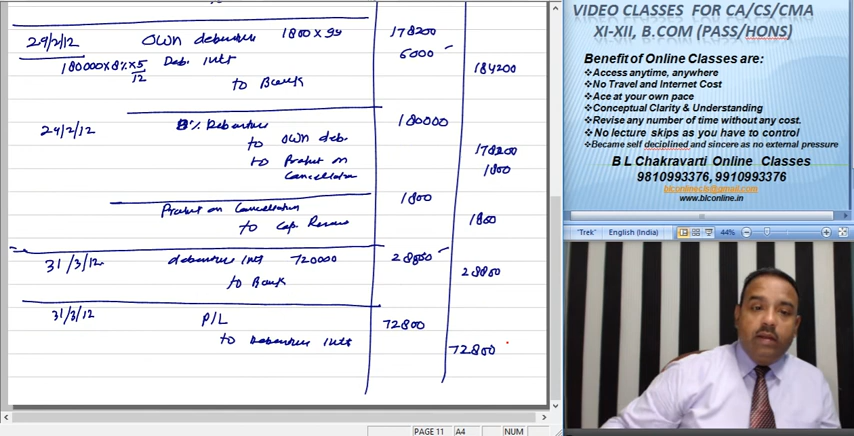 VIDEO CLASSES FOR CA/CS/CMA
XI-XII, B.COM (PASS/HONS)
Benefit of Online Classes are:
❖Access anytime, anywhere
❖No Travel and Internet Cost
❖Ace at your own pace
❖Conceptual Clarity & Understanding
❖Revise any number of time without any cost.
❖No lecture skips as you have to control
❖Became self deciplined and sincere as no external pressure
B L Chakravarti Online Classes
9810993376, 9910993376
www.blconline.in
"Trek" English (India) 44%
29/2/12 Own debentures 1800 x 99 178200
180000 x 8% x 5/12 Deb. Intt 6000
to Bank 184200
29/2/12 8% Debenture 180000
to own deb. 178200
to Profit on Cancellation 1800
Profit on Cancellation 1800
to Cap. Reserve 1800
31/3/12 debenture Intt 720000 28800
to Bank 28800
31/3/12 P/L 72800
to Debenture Intt 72800
PAGE 11 A4 NUM